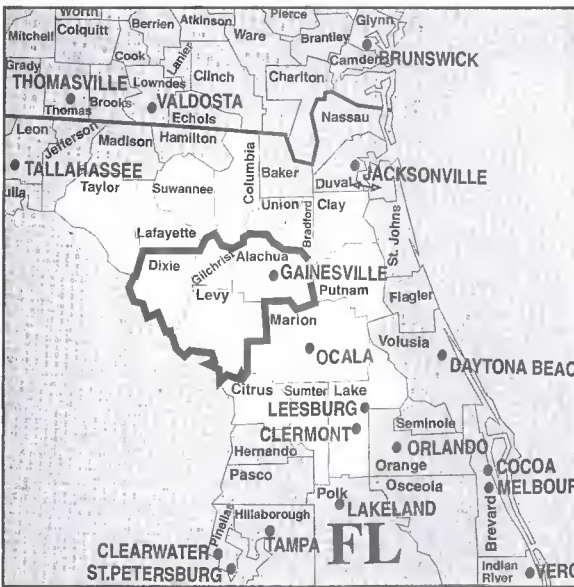 Worth
Mitchell Colquitt Berrien Atkinson Pierce Glynn
Cook Lanier Ware Brantley
Grady Lowndes Clinch Charlton Camden BRUNSWICK
THOMASVILLE
Thomas Brooks VALDOSTA
Echols Nassau
Leon Jefferson Madison Hamilton
TALLAHASSEE Columbia Baker Duval JACKSONVILLE
ulla Taylor Suwannee
Union Bradford Clay
St. Johns
Lafayette
Dixie Gilchrist Alachua
GAINESVILLE
Levy Putnam
Flagler
Marion
Volusia
OCALA DAYTONA BEAC
Citrus Sumter Lake
LEESBURG
Seminole
CLERMONT
Hernando ORLANDO
Orange
Pasco COCOA
Osceola MELBOUR
Polk
Pinellas Hillsborough LAKELAND Brevard
TAMPA FL
CLEARWATER
ST.PETERSBURG
Indian
River VERO